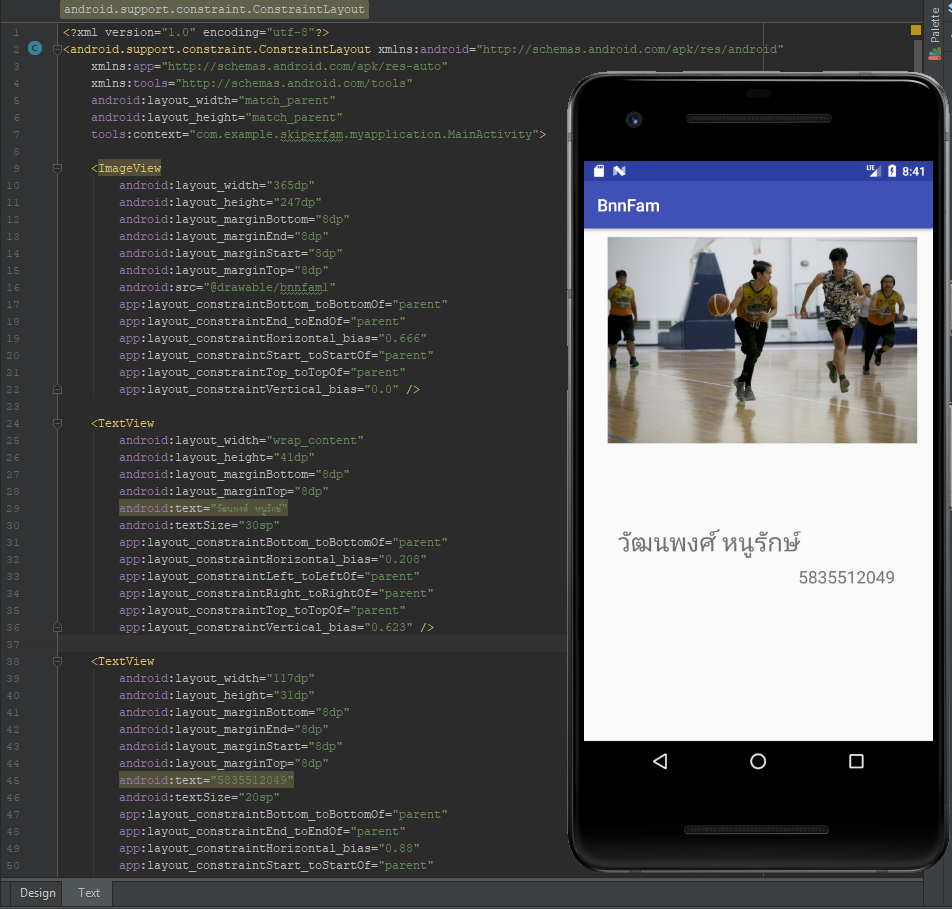 android.support.constraint.ConstraintLayout
Palette
1 <?xml version="1.0" encoding="utf-8"?>
2 <android.support.constraint.ConstraintLayout xmlns:android="http://schemas.android.com/apk/res/android"
3 xmlns:app="http://schemas.android.com/apk/res-auto"
4 xmlns:tools="http://schemas.android.com/tools"
5 android:layout_width="match_parent"
6 android:layout_height="match_parent"
7 tools:context="com.example.skiperfam.myapplication.MainActivity">
8
9 <ImageView
10 android:layout_width="365dp"
11 android:layout_height="247dp"
12 android:layout_marginBottom="8dp"
13 android:layout_marginEnd="8dp"
14 android:layout_marginStart="8dp"
15 android:layout_marginTop="8dp"
16 android:src="@drawable/bnnfam1"
17 app:layout_constraintBottom_toBottomOf="parent"
18 app:layout_constraintEnd_toEndOf="parent"
19 app:layout_constraintHorizontal_bias="0.666"
20 app:layout_constraintStart_toStartOf="parent"
21 app:layout_constraintTop_toTopOf="parent"
22 app:layout_constraintVertical_bias="0.0" />
23
24 <TextView
25 android:layout_width="wrap_content"
26 android:layout_height="41dp"
27 android:layout_marginBottom="8dp"
28 android:layout_marginTop="8dp"
29 android:text="วัฒนพงศ์ หนูรักษ์"
30 android:textSize="30sp"
31 app:layout_constraintBottom_toBottomOf="parent"
32 app:layout_constraintHorizontal_bias="0.208"
33 app:layout_constraintLeft_toLeftOf="parent"
34 app:layout_constraintRight_toRightOf="parent"
35 app:layout_constraintTop_toTopOf="parent"
36 app:layout_constraintVertical_bias="0.623" />
37
38 <TextView
39 android:layout_width="117dp"
40 android:layout_height="31dp"
41 android:layout_marginBottom="8dp"
42 android:layout_marginEnd="8dp"
43 android:layout_marginStart="8dp"
44 android:layout_marginTop="8dp"
45 android:text="5835512049"
46 android:textSize="20sp"
47 app:layout_constraintBottom_toBottomOf="parent"
48 app:layout_constraintEnd_toEndOf="parent"
49 app:layout_constraintHorizontal_bias="0.88"
50 app:layout_constraintStart_toStartOf="parent"
Design Text
LTE 8:41
BnnFam
วัฒนพงศ์ หนูรักษ์
5835512049